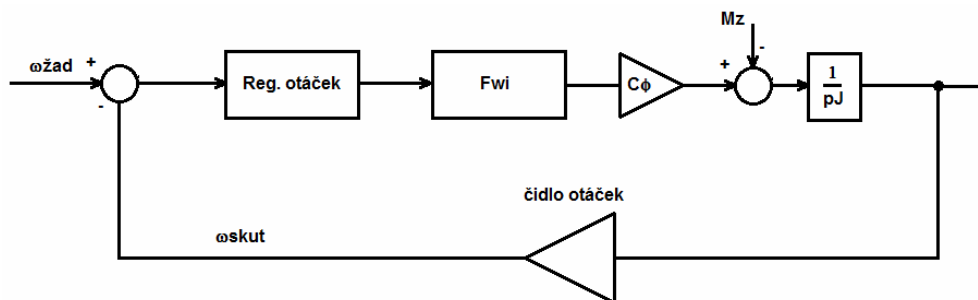 Mz
ωžad
+
-
Reg. otáček
Fwi
Cϕ
+
-
1
pJ
čidlo otáček
ωskut